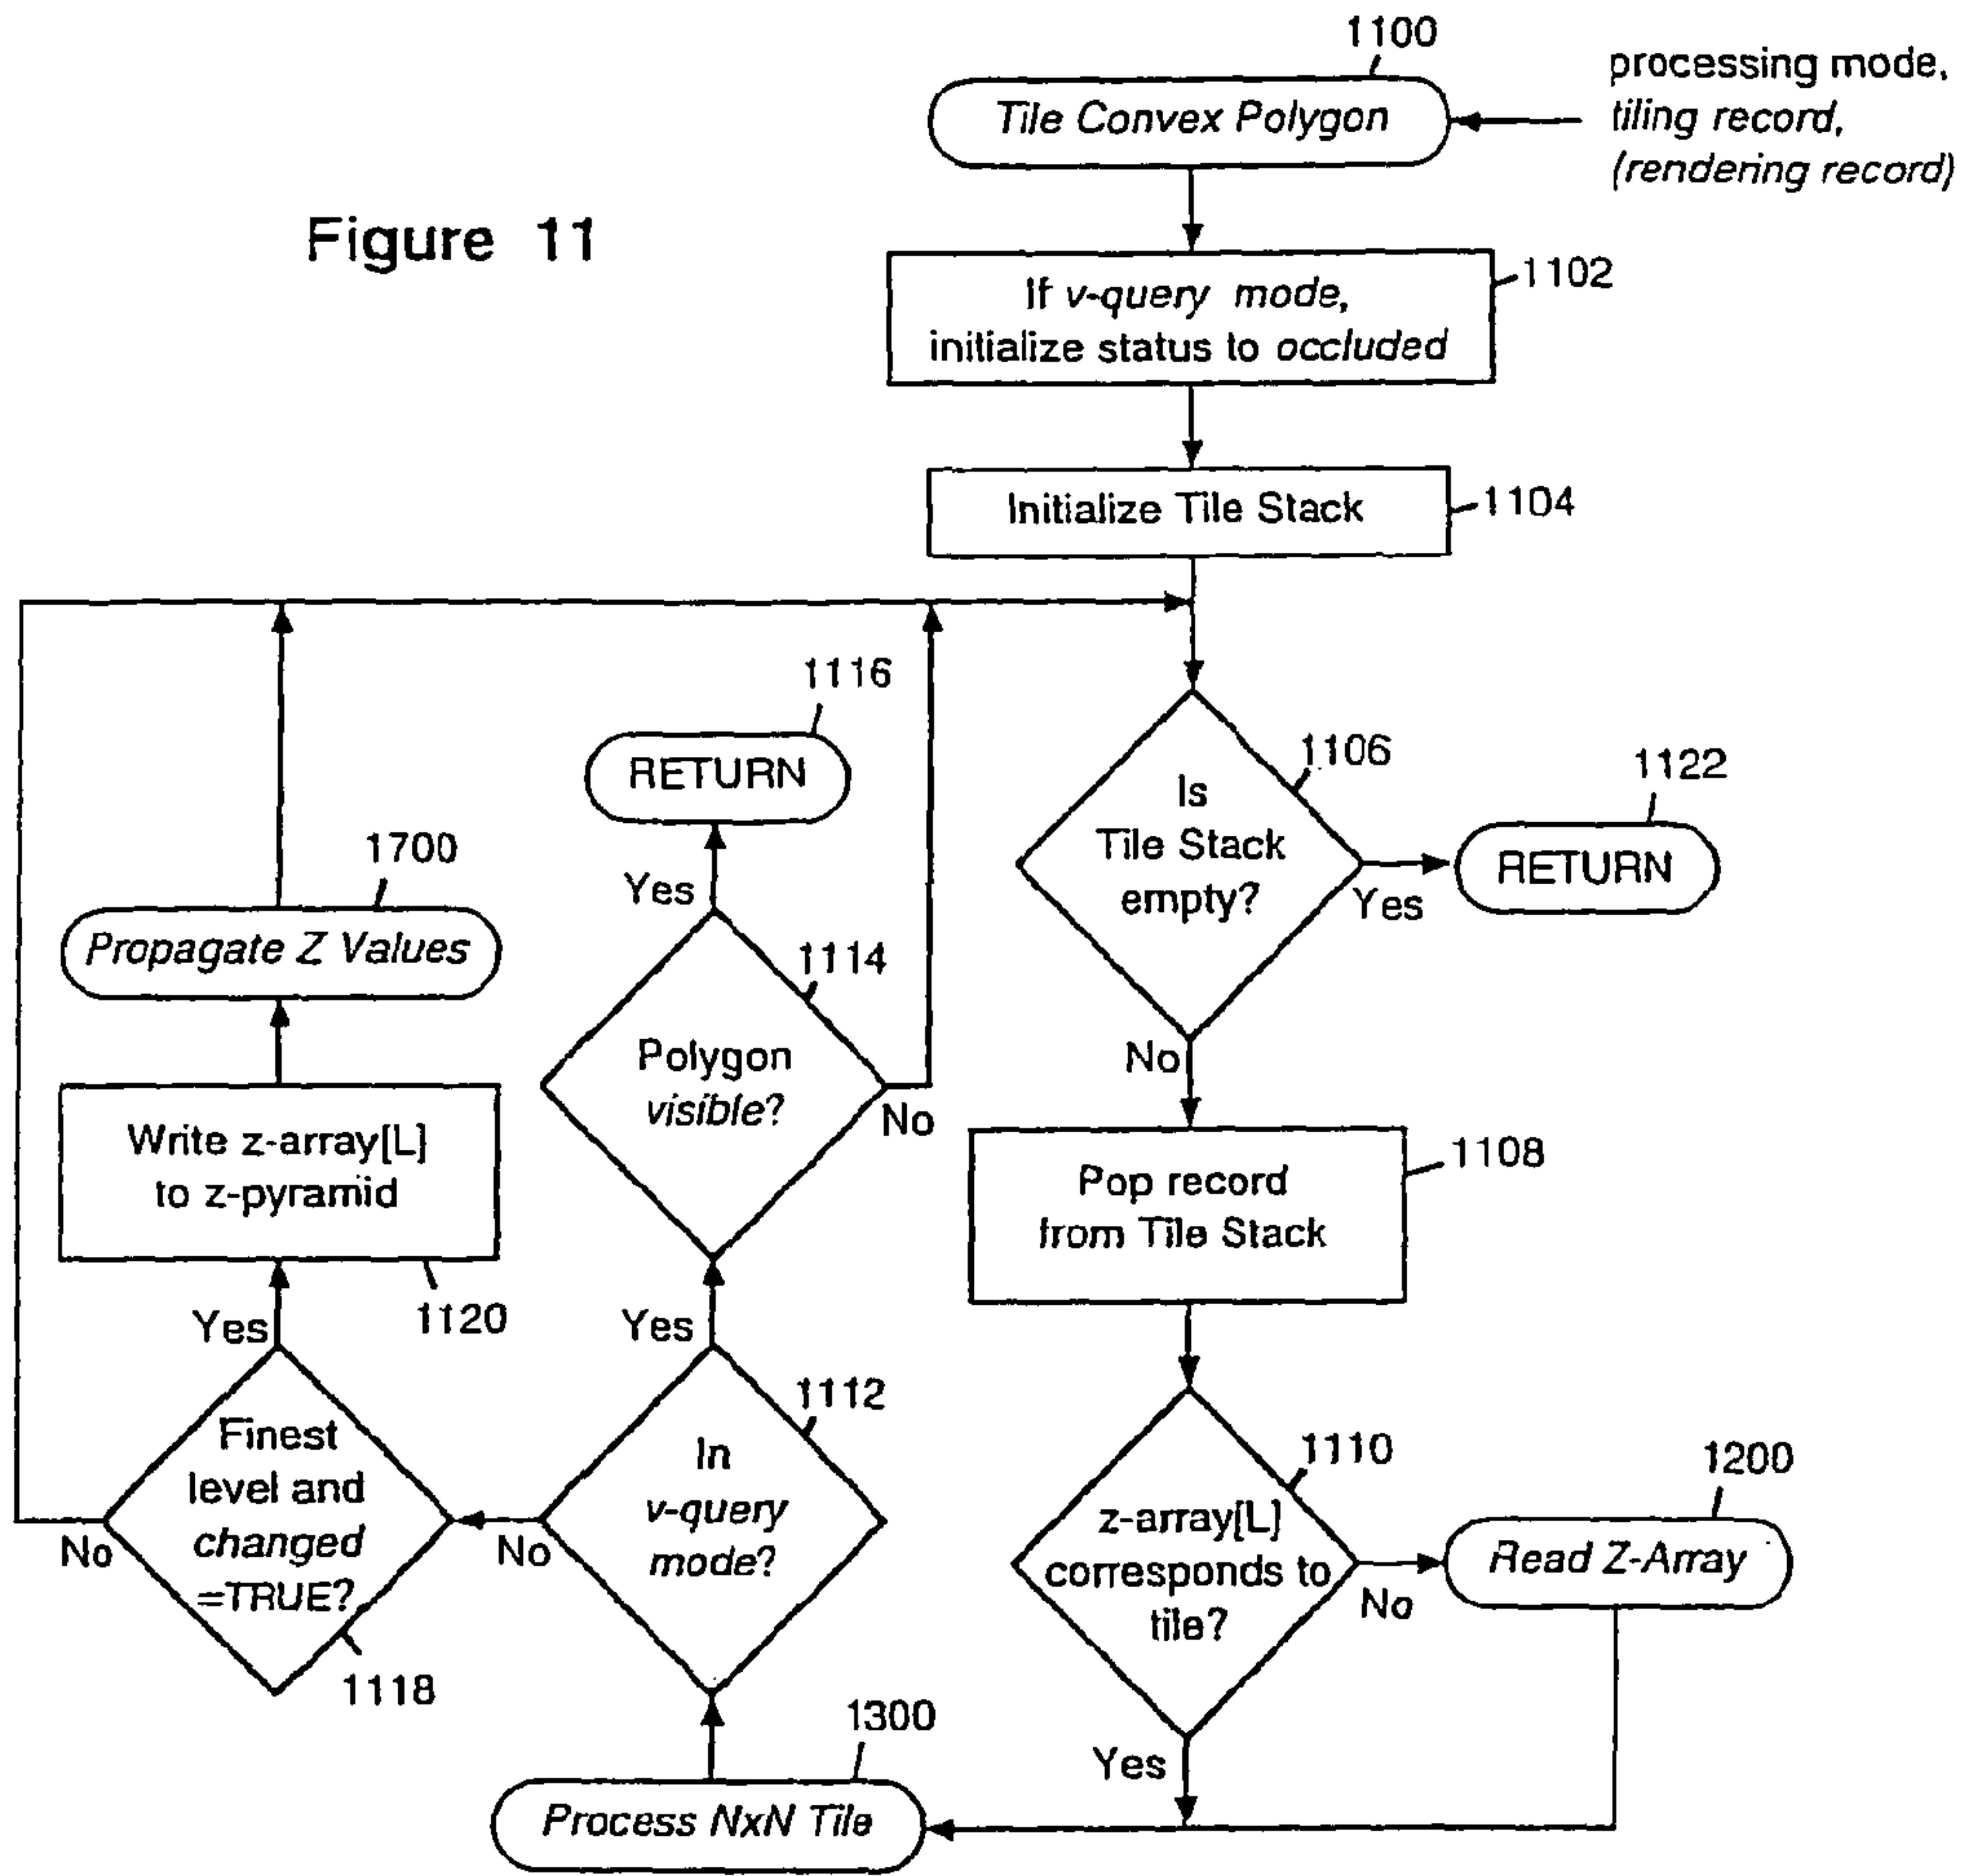 1100
Tile Convex Polygon
processing mode,
tiling record,
(rendering record)
Figure 11
If v-query mode,
initialize status to occluded
1102
Initialize Tile Stack
1104
1116
RETURN
1106
Is
Tile Stack
empty?
Yes
1122
RETURN
No
1700
Propagate Z Values
Yes
1114
Polygon
visible?
No
Write z-array[L]
to z-pyramid
1120
Pop record
from Tile Stack
1108
Yes
Finest
level and
changed
=TRUE?
No
1118
Yes
1112
In
v-query
mode?
No
1110
z-array[L]
corresponds to
tile?
No
1200
Read Z-Array
Yes
1300
Process NxN Tile